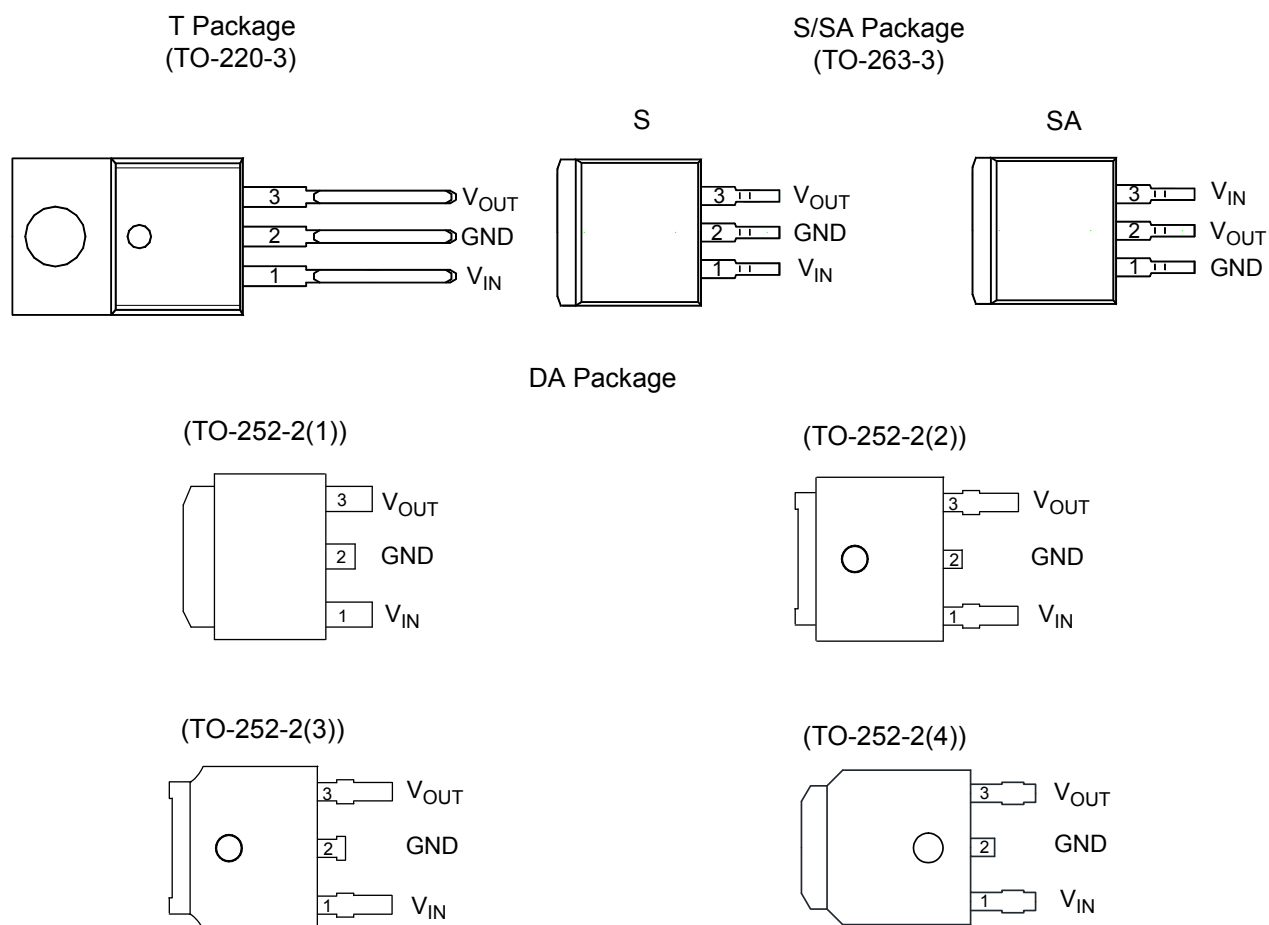 T Package
(TO-220-3)
S/SA Package
(TO-263-3)
S
SA
3 VOUT
2 GND
1 VIN
3 VOUT
2 GND
1 VIN
3 VIN
2 VOUT
1 GND
DA Package
(TO-252-2(1))
3 VOUT
2 GND
1 VIN
(TO-252-2(2))
3 VOUT
2 GND
1 VIN
(TO-252-2(3))
3 VOUT
2 GND
1 VIN
(TO-252-2(4))
3 VOUT
2 GND
1 VIN